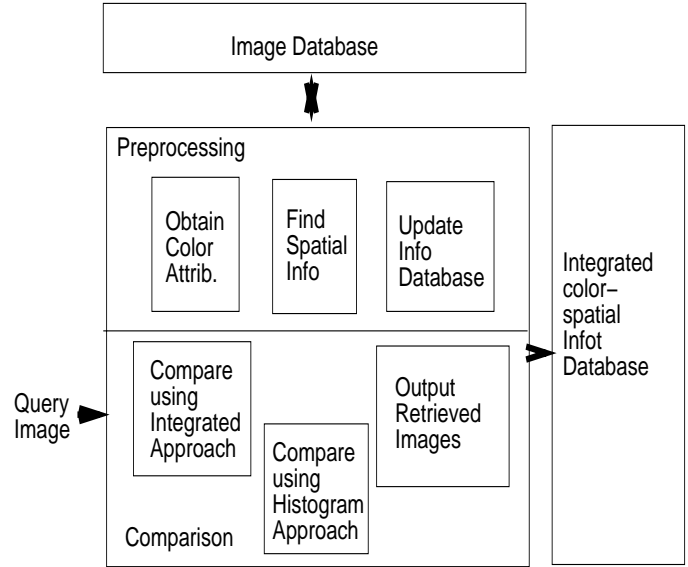 Image Database
Preprocessing
Obtain
Color
Attrib.
Find
Spatial
Info
Update
Info
Database
Integrated
color–
spatial
Infot
Database
Query
Image
Compare
using
Integrated
Approach
Compare
using
Histogram
Approach
Output
Retrieved
Images
Comparison